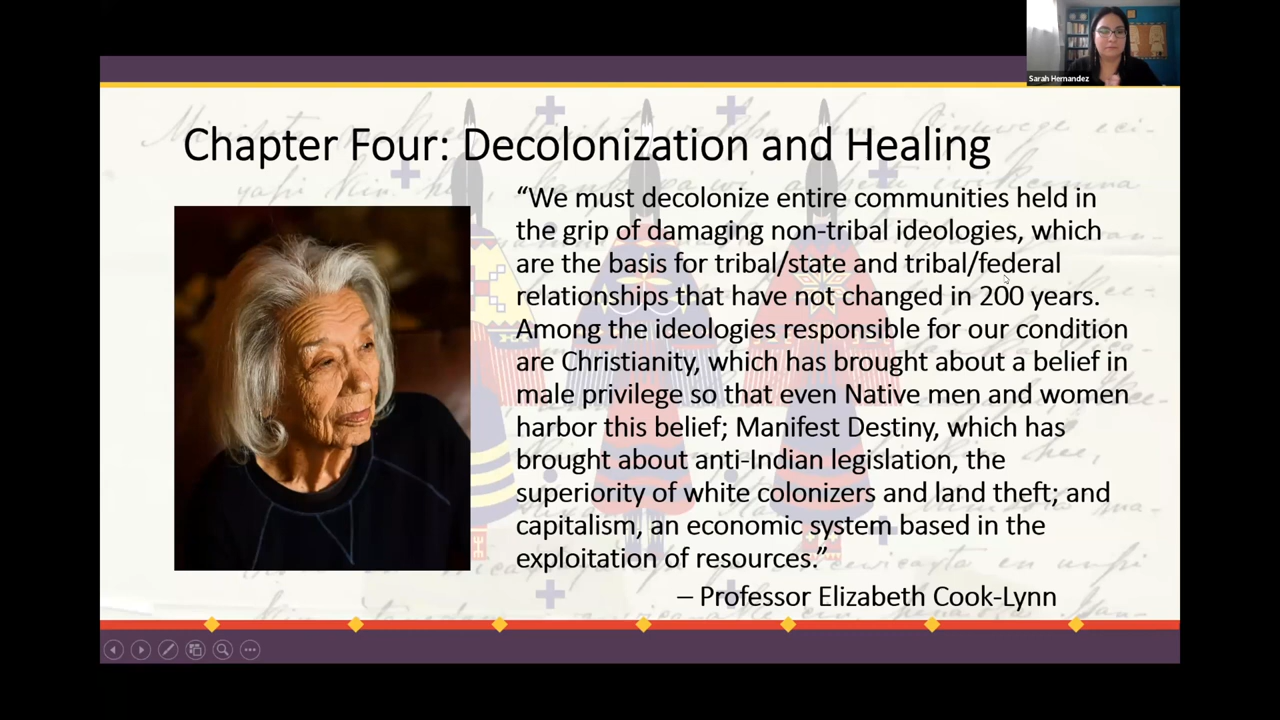 Sarah Hernandez
Chapter Four: Decolonization and Healing
“We must decolonize entire communities held in
the grip of damaging non-tribal ideologies, which
are the basis for tribal/state and tribal/federal
relationships that have not changed in 200 years.
Among the ideologies responsible for our condition
are Christianity, which has brought about a belief in
male privilege so that even Native men and women
harbor this belief; Manifest Destiny, which has
brought about anti-Indian legislation, the
superiority of white colonizers and land theft; and
capitalism, an economic system based in the
exploitation of resources.”
– Professor Elizabeth Cook-Lynn